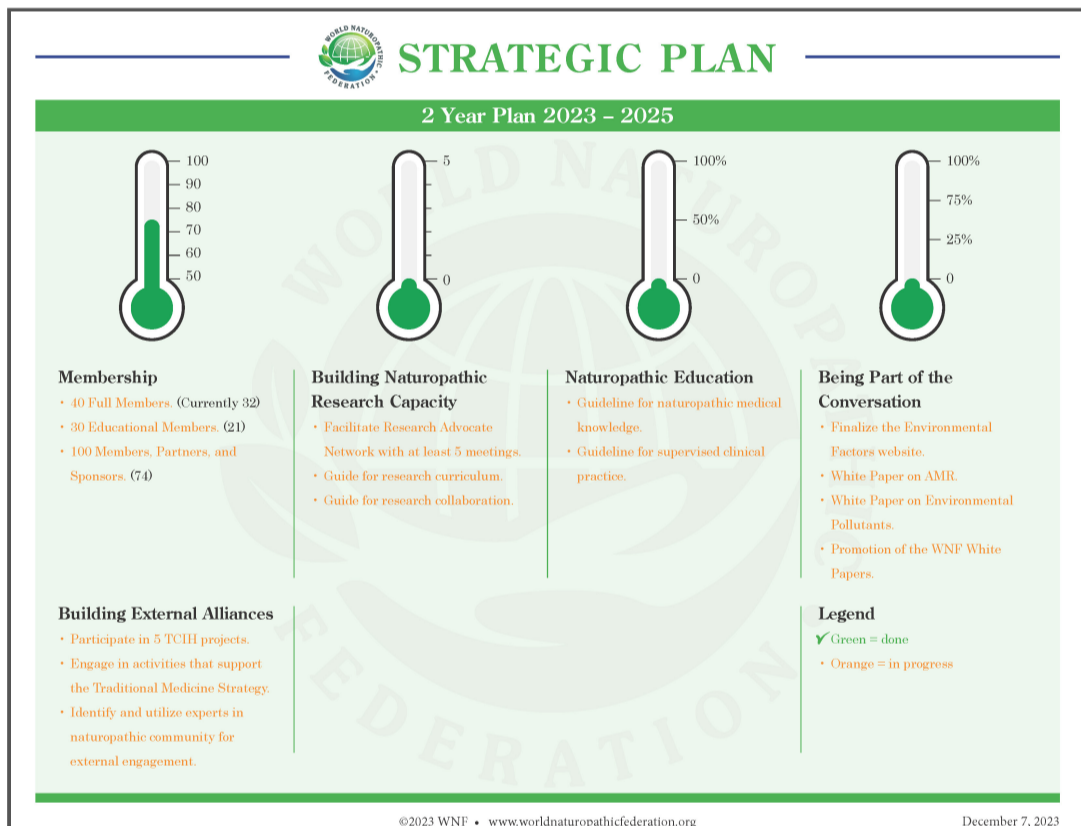 WORLD NATUROPATHIC
FEDERATION
STRATEGIC PLAN
2 Year Plan 2023 – 2025
100
90
80
70
60
50
5
0
100%
50%
0
100%
75%
25%
0
Membership
• 40 Full Members. (Currently 32)
• 30 Educational Members. (21)
• 100 Members, Partners, and
Sponsors. (74)
Building Naturopathic
Research Capacity
• Facilitate Research Advocate
Network with at least 5 meetings.
• Guide for research curriculum.
• Guide for research collaboration.
Naturopathic Education
• Guideline for naturopathic medical
knowledge.
• Guideline for supervised clinical
practice.
Being Part of the
Conversation
• Finalize the Environmental
Factors website.
• White Paper on AMR.
• White Paper on Environmental
Pollutants.
• Promotion of the WNF White
Papers.
Building External Alliances
• Participate in 5 TCIH projects.
• Engage in activities that support
the Traditional Medicine Strategy.
• Identify and utilize experts in
naturopathic community for
external engagement.
Legend
✓ Green = done
• Orange = in progress
WORLD NATUROPATHIC
FEDERATION
©2023 WNF • www.worldnaturopathicfederation.org
December 7, 2023